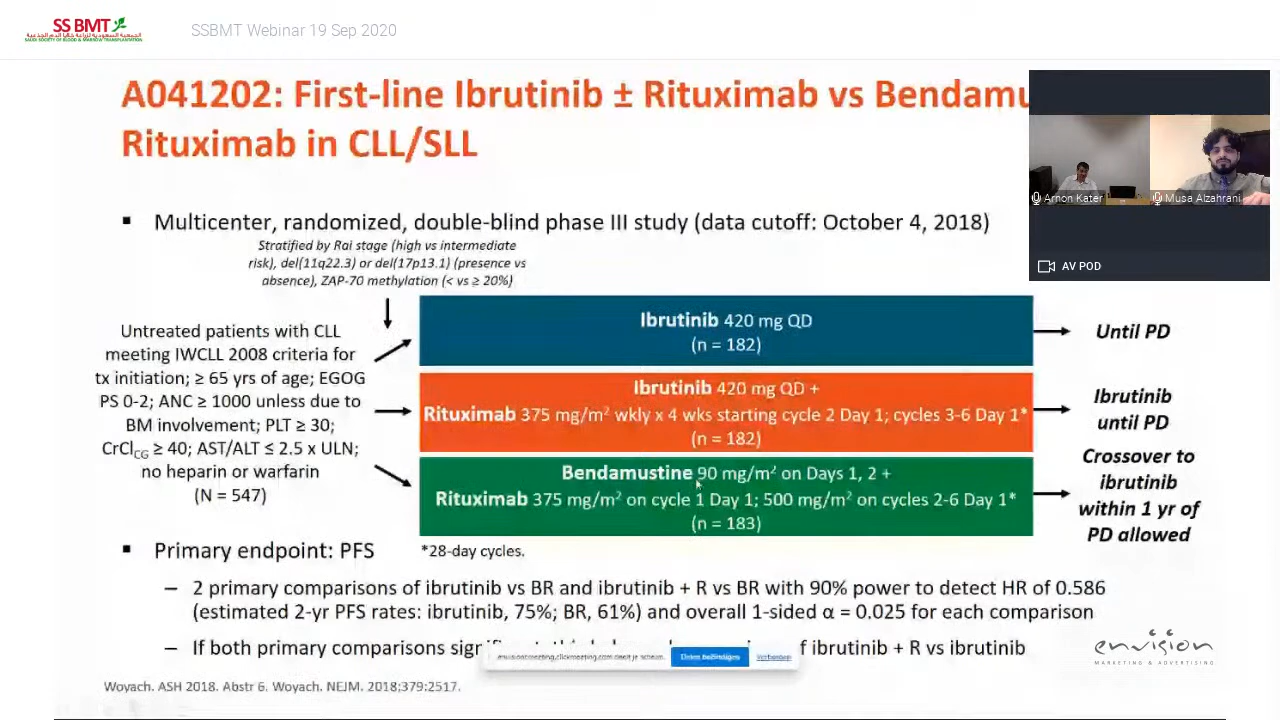 SS BMT
SSBMT Webinar 19 Sep 2020
A041202: First-line Ibrutinib ± Rituximab vs Bendamu
Rituximab in CLL/SLL
Arnon Kater
Musa Alzahrani
AV POD
▪ Multicenter, randomized, double-blind phase III study (data cutoff: October 4, 2018)
Stratified by Rai stage (high vs intermediate
risk), del(11q22.3) or del(17p13.1) (presence vs
absence), ZAP-70 methylation (< vs ≥ 20%)
Untreated patients with CLL
meeting IWCLL 2008 criteria for
tx initiation; ≥ 65 yrs of age; EGOG
PS 0-2; ANC ≥ 1000 unless due to
BM involvement; PLT ≥ 30;
CrCl_CG ≥ 40; AST/ALT ≤ 2.5 x ULN;
no heparin or warfarin
(N = 547)
Ibrutinib 420 mg QD
(n = 182)
Until PD
Ibrutinib 420 mg QD +
Rituximab 375 mg/m² wkly x 4 wks starting cycle 2 Day 1; cycles 3-6 Day 1*
(n = 182)
Ibrutinib
until PD
Bendamustine 90 mg/m² on Days 1, 2 +
Rituximab 375 mg/m² on cycle 1 Day 1; 500 mg/m² on cycles 2-6 Day 1*
(n = 183)
Crossover to
ibrutinib
within 1 yr of
PD allowed
▪ Primary endpoint: PFS
*28-day cycles.
– 2 primary comparisons of ibrutinib vs BR and ibrutinib + R vs BR with 90% power to detect HR of 0.586
(estimated 2-yr PFS rates: ibrutinib, 75%; BR, 61%) and overall 1-sided α = 0.025 for each comparison
– If both primary comparisons
f ibrutinib + R vs ibrutinib
envision
MARKETING & ADVERTISING
Woyach. ASH 2018. Abstr 6. Woyach. NEJM. 2018;379:2517.